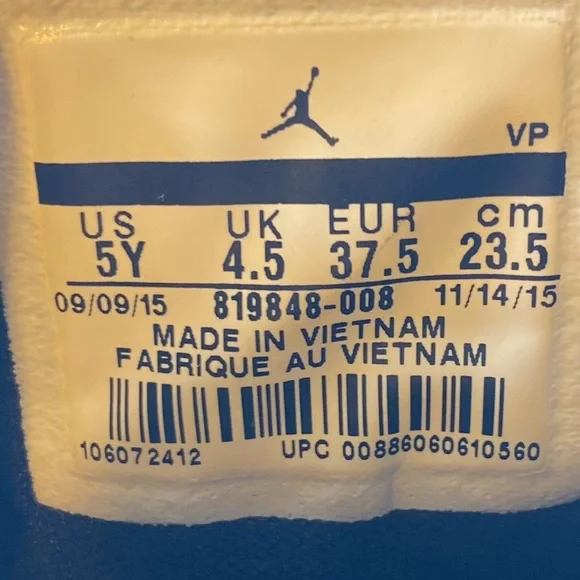 VP
US UK EUR cm
5Y 4.5 37.5 23.5
09/09/15 819848-008 11/14/15
MADE IN VIETNAM
FABRIQUE AU VIETNAM
106072412 UPC 00886060610560